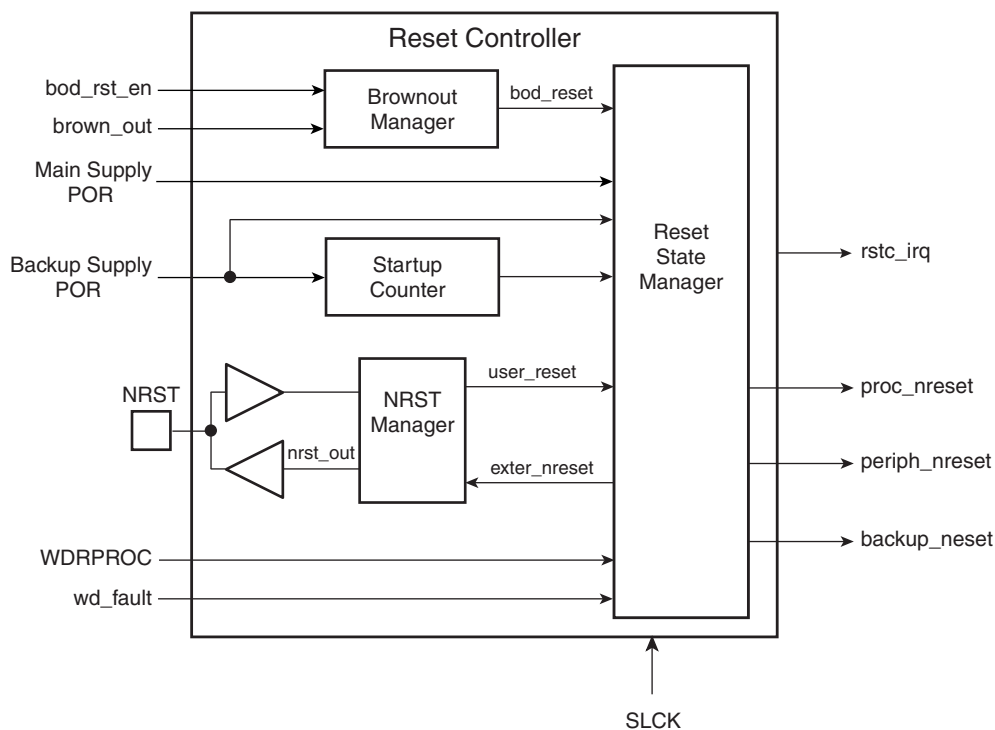 Reset Controller
bod_rst_en
brown_out
Brownout
Manager
bod_reset
Main Supply
POR
Backup Supply
POR
Startup
Counter
Reset
State
Manager
rstc_irq
NRST
NRST
Manager
user_reset
nrst_out
exter_nreset
proc_nreset
periph_nreset
backup_neset
WDRPROC
wd_fault
SLCK